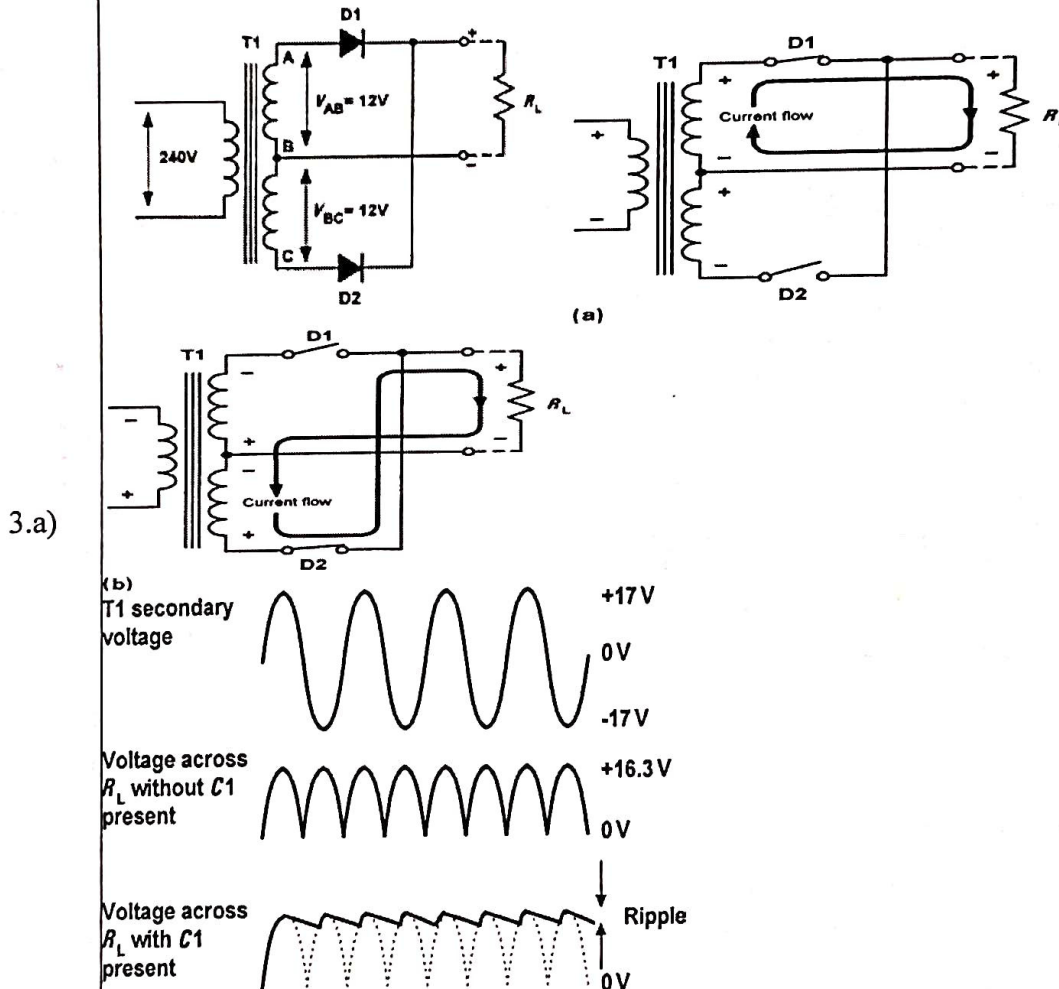 D1
T1
A
+
V_AB = 12V
R_L
240V
B
−
V_BC = 12V
C
D2
D1
T1
+
+
+
Current flow
R
−
−
−
+
−
D2
(a)
D1
T1
−
+
−
R_L
+
−
−
+
Current flow
+
D2
3.a)
(b)
T1 secondary
voltage
+17 V
0 V
-17 V
Voltage across
R_L without C1
present
+16.3 V
0 V
Voltage across
R_L with C1
present
Ripple
0 V